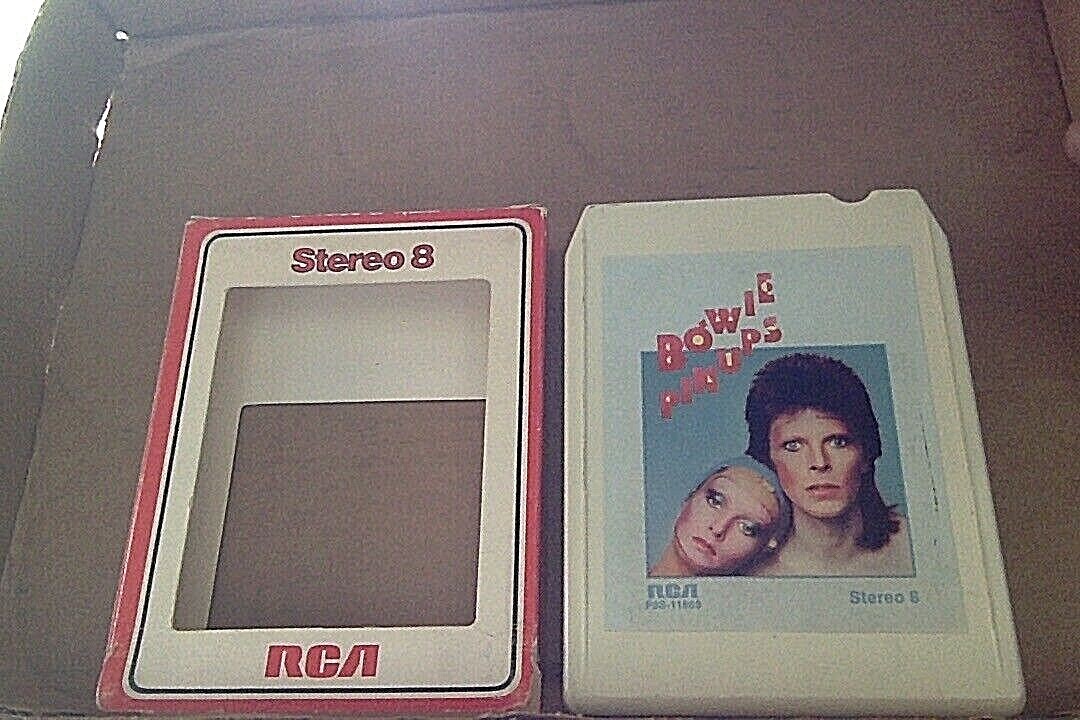 Stereo 8
RCA
BOWIE
PINUPS
RCA
Stereo 8